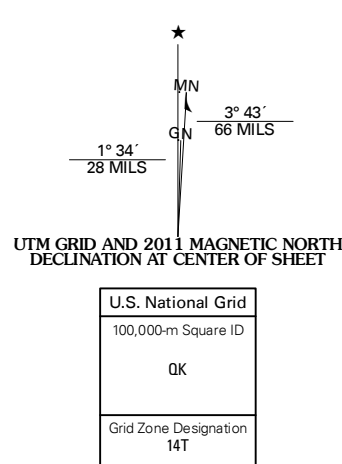 ★
MN
3° 43´
66 MILS
GN
1° 34´
28 MILS
UTM GRID AND 2011 MAGNETIC NORTH
DECLINATION AT CENTER OF SHEET
U.S. National Grid
100,000-m Square ID
QK
Grid Zone Designation
14T